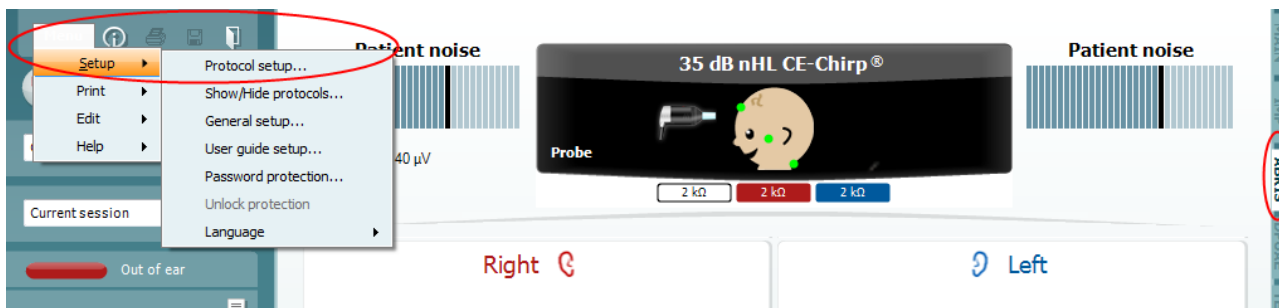 Setup
Print
Edit
Help
Protocol setup...
Show/Hide protocols...
General setup...
User guide setup...
Password protection...
Unlock protection
Language
Current session
Out of ear
Patient noise
40 µV
35 dB nHL CE-Chirp®
Probe
2 kΩ
2 kΩ
2 kΩ
Patient noise
Right
Left